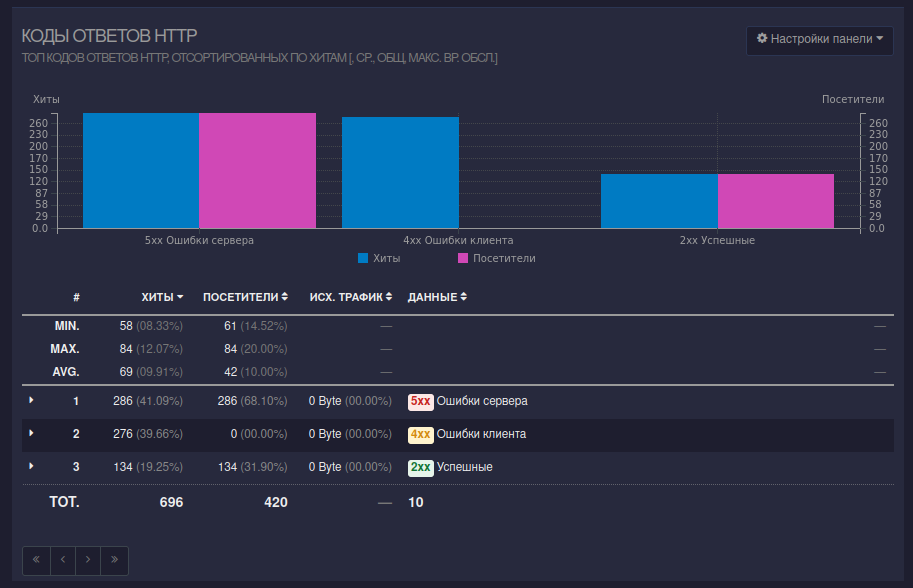 КОДЫ ОТВЕТОВ HTTP
ТОП КОДОВ ОТВЕТОВ HTTP, ОТСОРТИРОВАННЫХ ПО ХИТАМ [, СР., ОБЩ, МАКС. ВР. ОБСЛ.]
Настройки панели
Хиты Посетители
260 260
230 230
200 200
170 170
150 150
120 120
87 87
58 58
29 29
0.0 0.0
5xx Ошибки сервера 4xx Ошибки клиента 2xx Успешные
Хиты Посетители
# ХИТЫ ПОСЕТИТЕЛИ ИСХ. ТРАФИК ДАННЫЕ
MIN. 58 (08.33%) 61 (14.52%) — —
MAX. 84 (12.07%) 84 (20.00%) — —
AVG. 69 (09.91%) 42 (10.00%) — —
1 286 (41.09%) 286 (68.10%) 0 Byte (00.00%) 5xx Ошибки сервера
2 276 (39.66%) 0 (00.00%) 0 Byte (00.00%) 4xx Ошибки клиента
3 134 (19.25%) 134 (31.90%) 0 Byte (00.00%) 2xx Успешные
TOT. 696 420 — 10
« ‹ › »